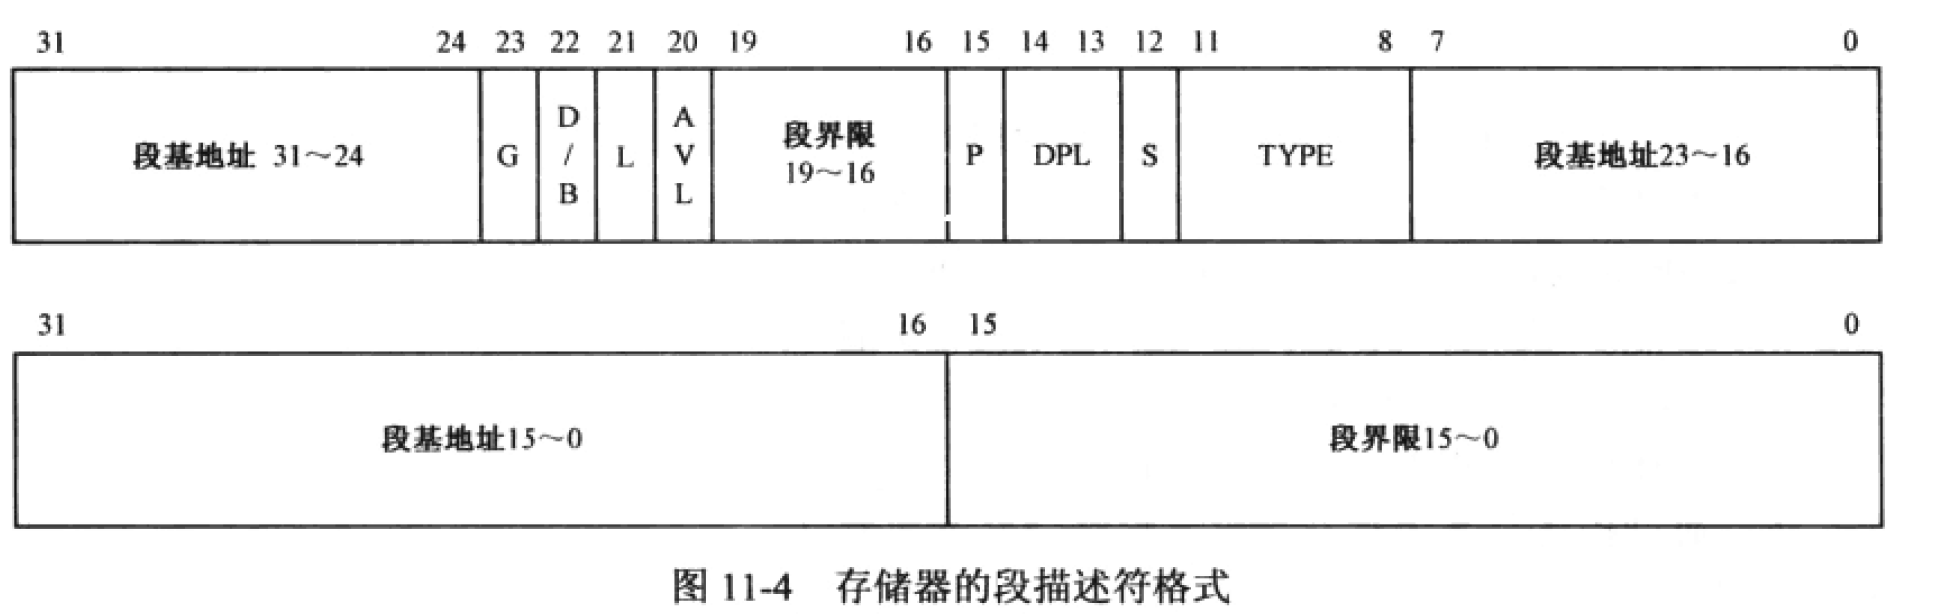 31 24 23 22 21 20 19 16 15 14 13 12 11 8 7 0
段基地址 31～24
G
D
/
B
L
A
V
L
段界限
19～16
P
DPL
S
TYPE
段基地址23～16
31 16 15 0
段基地址15～0
段界限15～0
图 11-4 存储器的段描述符格式